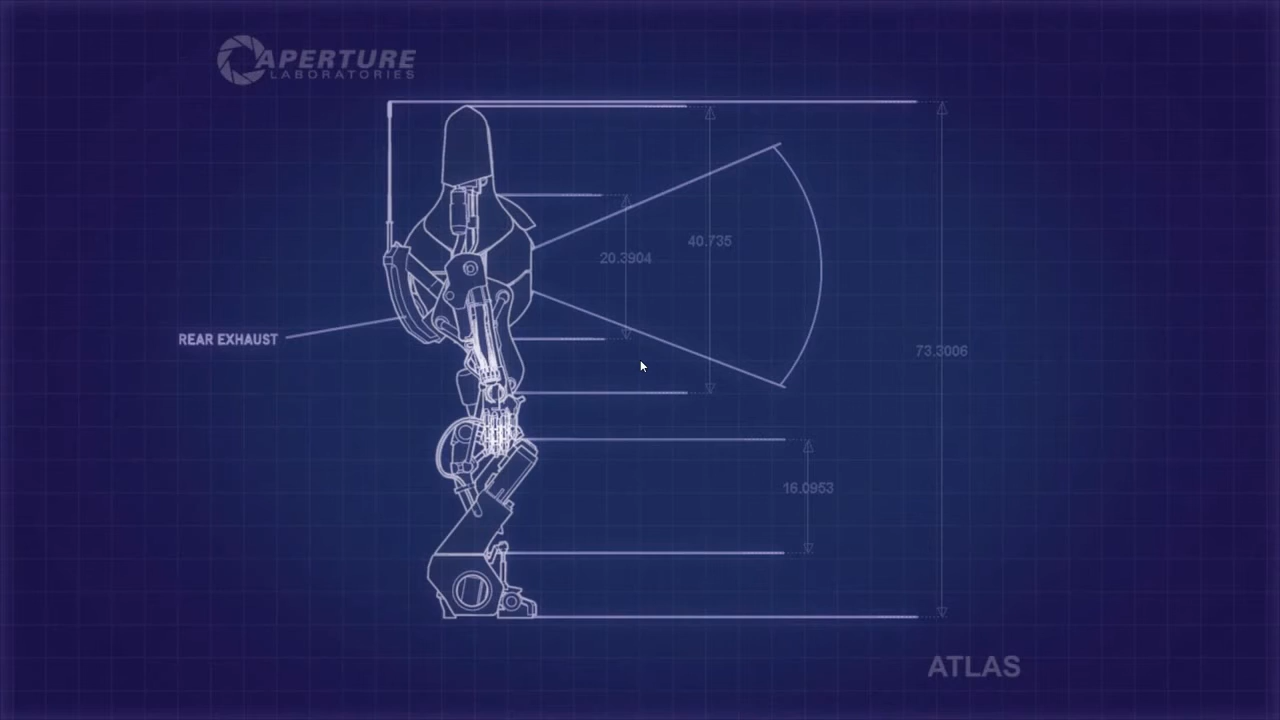 APERTURE
LABORATORIES
40.735
20.3904
REAR EXHAUST
73.3006
16.0953
ATLAS